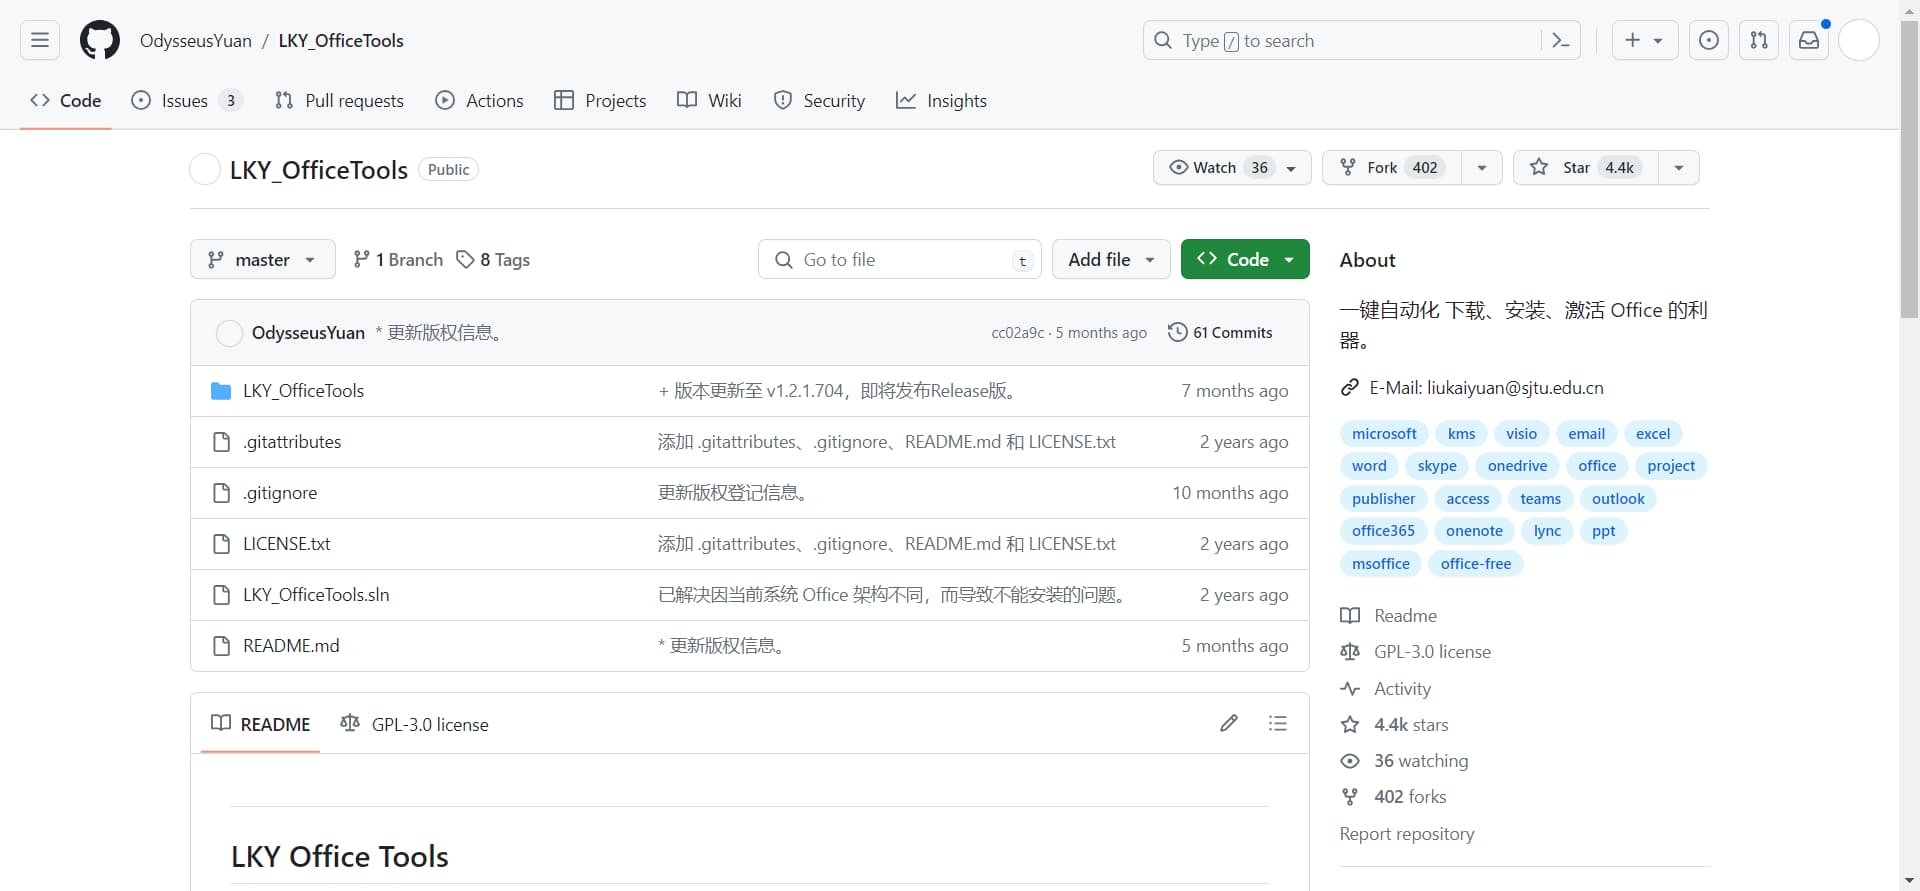 OdysseusYuan / LKY_OfficeTools
Type / to search
Code
Issues 3
Pull requests
Actions
Projects
Wiki
Security
Insights
LKY_OfficeTools Public
Watch 36
Fork 402
Star 4.4k
master
1 Branch
8 Tags
Go to file t
Add file
Code
OdysseusYuan * 更新版权信息。 cc02a9c · 5 months ago 61 Commits
LKY_OfficeTools + 版本更新至 v1.2.1.704，即将发布Release版。 7 months ago
.gitattributes 添加 .gitattributes、.gitignore、README.md 和 LICENSE.txt 2 years ago
.gitignore 更新版权登记信息。 10 months ago
LICENSE.txt 添加 .gitattributes、.gitignore、README.md 和 LICENSE.txt 2 years ago
LKY_OfficeTools.sln 已解决因当前系统 Office 架构不同，而导致不能安装的问题。 2 years ago
README.md * 更新版权信息。 5 months ago
README
GPL-3.0 license
LKY Office Tools
About
一键自动化 下载、安装、激活 Office 的利
器。
E-Mail: liukaiyuan@sjtu.edu.cn
microsoft kms visio email excel
word skype onedrive office project
publisher access teams outlook
office365 onenote lync ppt
msoffice office-free
Readme
GPL-3.0 license
Activity
4.4k stars
36 watching
402 forks
Report repository